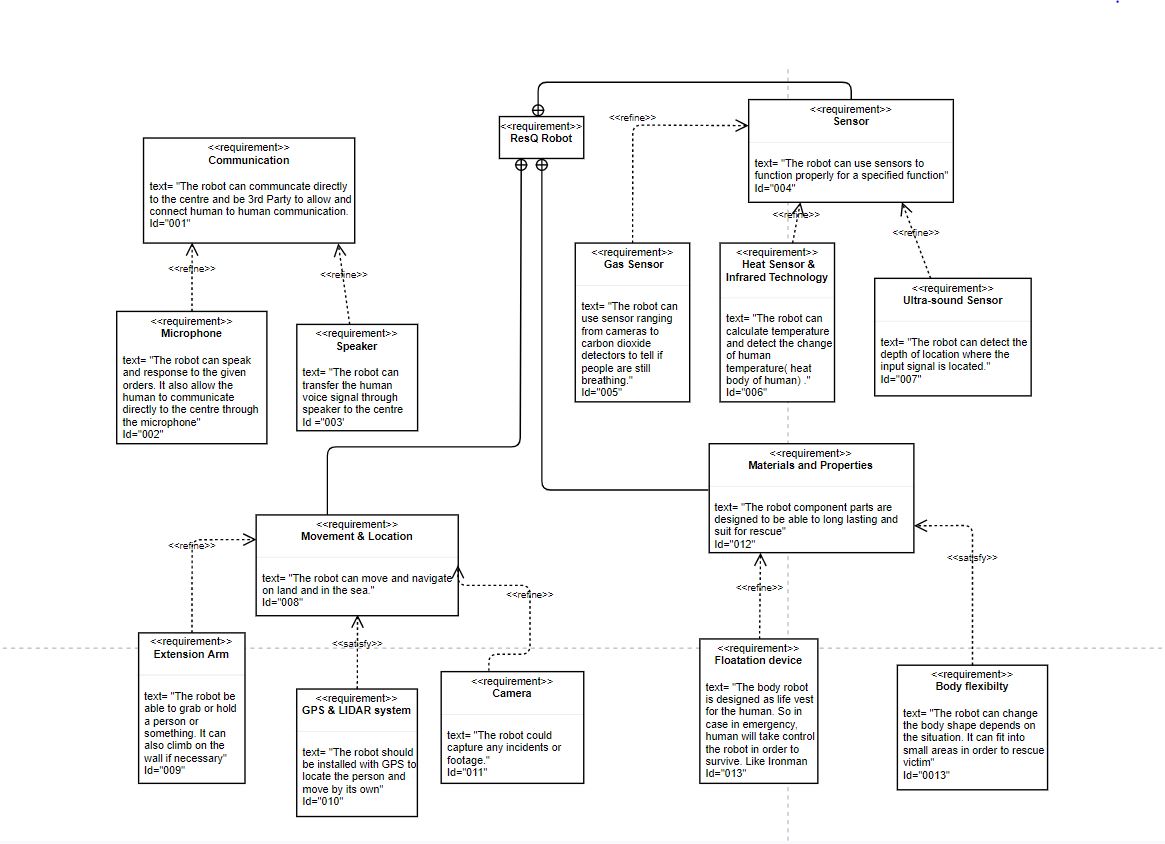 <<requirement>>
ResQ Robot
<<requirement>>
Sensor
text= "The robot can use sensors to
function properly for a specified function"
Id="004"
<<refine>>
<<refine>>
<<refine>>
<<requirement>>
Communication
text= "The robot can communcate directly
to the centre and be 3rd Party to allow and
connect human to human communication.
Id="001"
<<refine>>
<<refine>>
<<requirement>>
Microphone
text= "The robot can speak
and response to the given
orders. It also allow the
human to communicate
directly to the centre through
the microphone"
Id="002"
<<requirement>>
Speaker
text= "The robot can
transfer the human
voice signal through
speaker to the centre
Id ="003'
<<requirement>>
Gas Sensor
text= "The robot can
use sensor ranging
from cameras to
carbon dioxide
detectors to tell if
people are still
breathing."
Id="005"
<<requirement>>
Heat Sensor &
Infrared Technology
text= "The robot can
calculate temperature
and detect the change
of human
temperature( heat
body of human) ."
Id="006"
<<requirement>>
Ultra-sound Sensor
text= "The robot can detect the
depth of location where the
input signal is located."
Id="007"
<<requirement>>
Materials and Properties
text= "The robot component parts are
designed to be able to long lasting and
suit for rescue"
Id="012"
<<requirement>>
Movement & Location
text= "The robot can move and navigate
on land and in the sea."
Id="008"
<<refine>>
<<satisfy>>
<<refine>>
<<refine>>
<<satisfy>>
<<requirement>>
Extension Arm
text= "The robot be
able to grab or hold
a person or
something. It can
also climb on the
wall if necessary"
Id="009"
<<requirement>>
GPS & LIDAR system
text= "The robot should
be installed with GPS to
locate the person and
move by its own"
Id="010"
<<requirement>>
Camera
text= "The robot could
capture any incidents or
footage."
Id="011"
<<requirement>>
Floatation device
text= "The body robot
is designed as life vest
for the human. So in
case in emergency,
human will take control
the robot in order to
survive. Like Ironman
Id="013"
<<requirement>>
Body flexibilty
text= "The robot can change
the body shape depends on
the situation. It can fit into
small areas in order to rescue
victim"
Id="0013"